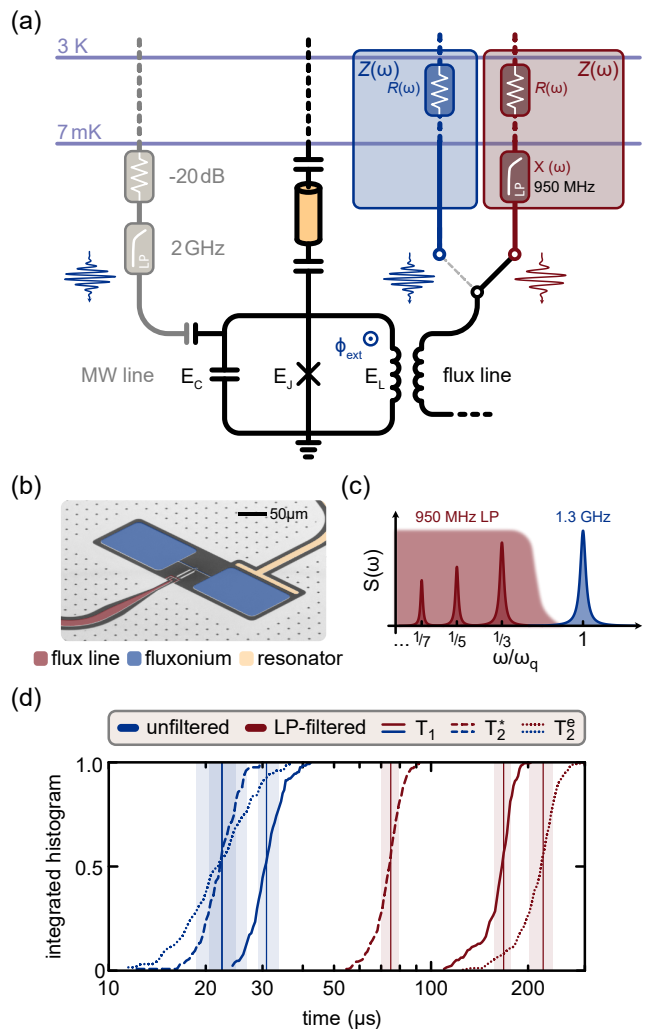 (a)
3 K
Z(ω)
Z(ω)
R(ω)
R(ω)
7 mK
-20 dB
X (ω)
950 MHz
LP
2 GHz
LP
ϕext
MW line
EC
EJ
EL
flux line
(b)
50μm
flux line
fluxonium
resonator
(c)
950 MHz LP
1.3 GHz
S(ω)
... 1/7 1/5 1/3 1
ω/ωq
(d)
unfiltered
LP-filtered
T1
T2*
T2e
1.0
0.5
0
integrated histogram
10 20 30 100 200
time (μs)